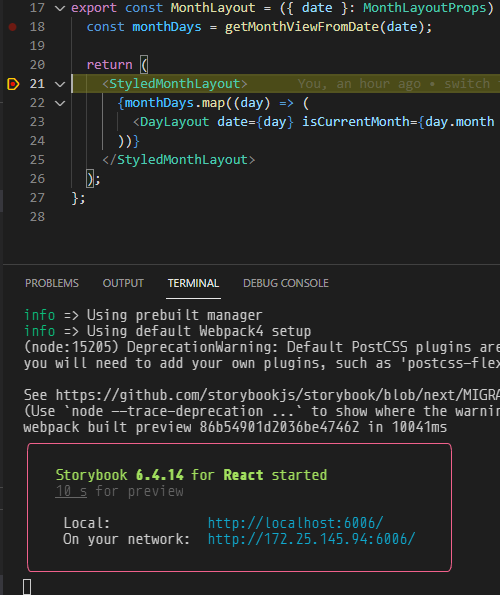 17 export const MonthLayout = ({ date }: MonthLayoutProps)
18 const monthDays = getMonthViewFromDate(date);
19
20 return (
21 <StyledMonthLayout> You, an hour ago • switch
22 {monthDays.map((day) => (
23 <DayLayout date={day} isCurrentMonth={day.month
24 ))}
25 </StyledMonthLayout>
26 );
27 };
28
PROBLEMS OUTPUT TERMINAL DEBUG CONSOLE
info => Using prebuilt manager
info => Using default Webpack4 setup
(node:15205) DeprecationWarning: Default PostCSS plugins are
you will need to add your own plugins, such as 'postcss-flex
See https://github.com/storybookjs/storybook/blob/next/MIGRA
(Use `node --trace-deprecation ...` to show where the warnin
webpack built preview 86b54901d2036be47462 in 10041ms
Storybook 6.4.14 for React started
10 s for preview
Local: http://localhost:6006/
On your network: http://172.25.145.94:6006/